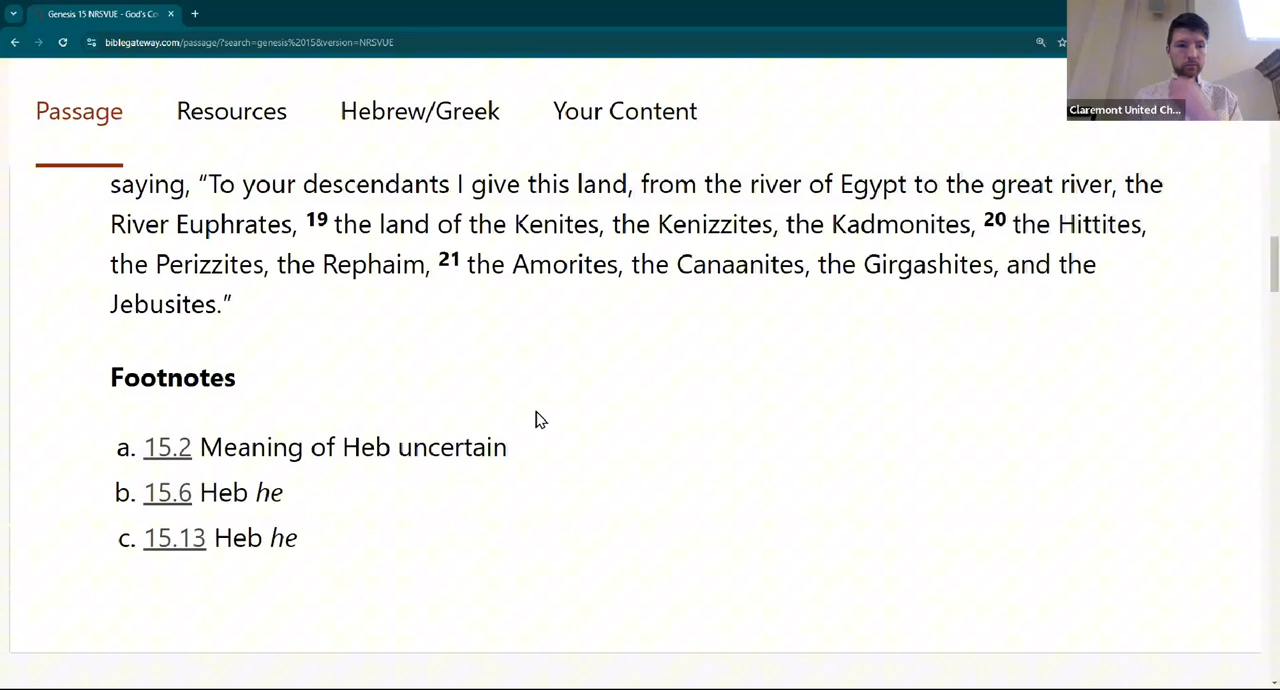 Genesis 15 NRSVUE - God's Co
biblegateway.com/passage/?search=genesis%2015&version=NRSVUE
Claremont United Ch...
Passage Resources Hebrew/Greek Your Content
saying, “To your descendants I give this land, from the river of Egypt to the great river, the
River Euphrates, 19 the land of the Kenites, the Kenizzites, the Kadmonites, 20 the Hittites,
the Perizzites, the Rephaim, 21 the Amorites, the Canaanites, the Girgashites, and the
Jebusites.”
Footnotes
a. 15.2 Meaning of Heb uncertain
b. 15.6 Heb he
c. 15.13 Heb he